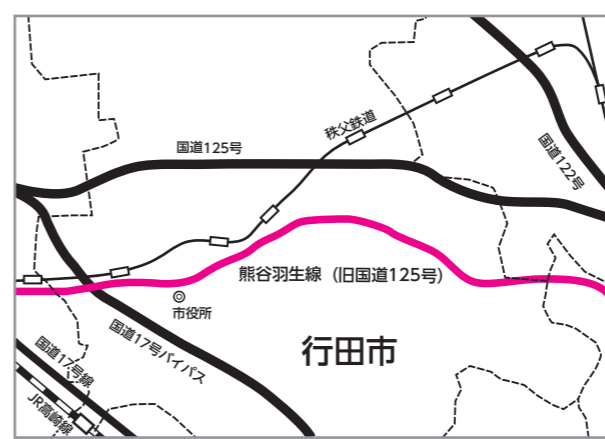 秩父鉄道
国道125号
国道122号
熊谷羽生線（旧国道125号）
市役所
国道17号バイパス
行田市
国道17号線
JR高崎線